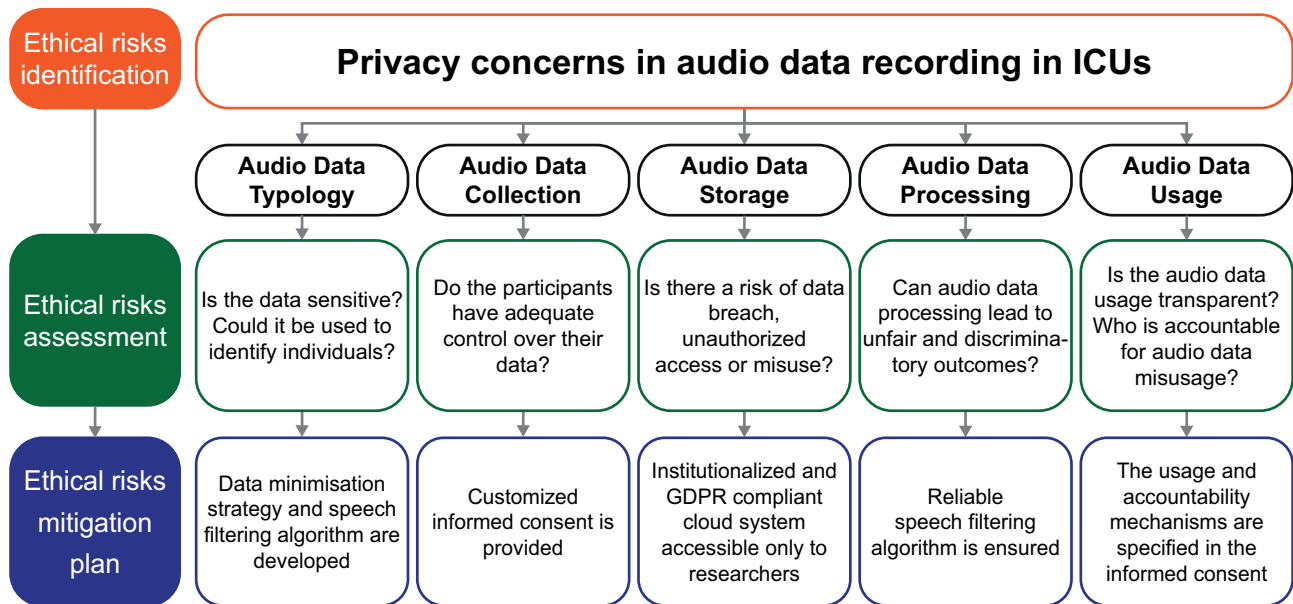 Ethical risks
identification
Privacy concerns in audio data recording in ICUs
Audio Data
Typology
Audio Data
Collection
Audio Data
Storage
Audio Data
Processing
Audio Data
Usage
Ethical risks
assessment
Is the data sensitive?
Could it be used to
identify individuals?
Do the participants
have adequate
control over their
data?
Is there a risk of data
breach,
unauthorized
access or misuse?
Can audio data
processing lead to
unfair and discrimina-
tory outcomes?
Is the audio data
usage transparent?
Who is accountable
for audio data
misusage?
Ethical risks
mitigation
plan
Data minimisation
strategy and speech
filtering algorithm are
developed
Customized
informed consent is
provided
Institutionalized and
GDPR compliant
cloud system
accessible only to
researchers
Reliable
speech filtering
algorithm is ensured
The usage and
accountability
mechanisms are
specified in the
informed consent